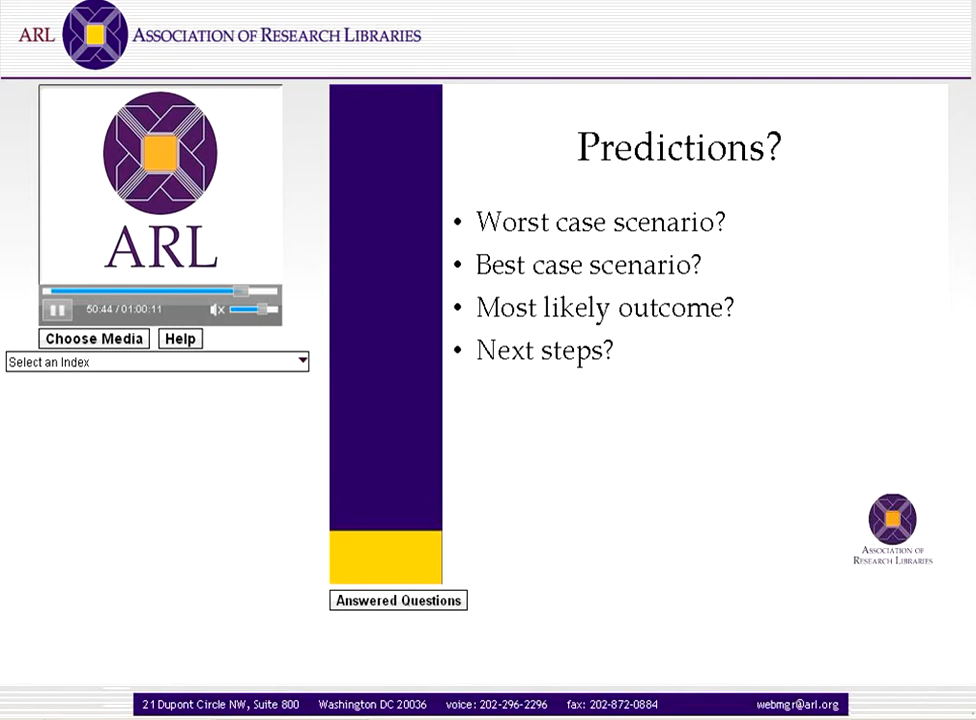 ARL ASSOCIATION OF RESEARCH LIBRARIES
ARL
50:44 / 01:00:11
Choose Media Help
Select an Index
Predictions?
• Worst case scenario?
• Best case scenario?
• Most likely outcome?
• Next steps?
ASSOCIATION OF
RESEARCH LIBRARIES
Answered Questions
21 Dupont Circle NW, Suite 800 Washington DC 20036 voice: 202-296-2296 fax: 202-872-0884 webmgr@arl.org